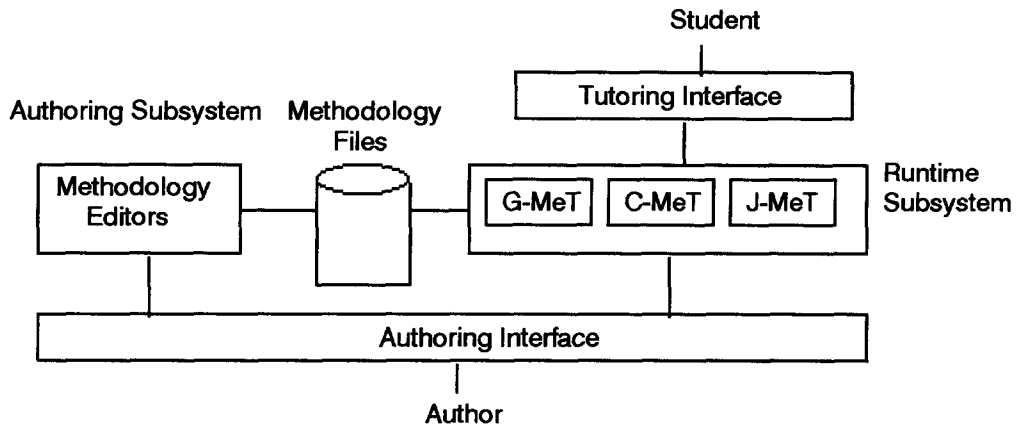 Student
Tutoring Interface
Authoring Subsystem
Methodology
Files
Methodology
Editors
G-MeT
C-MeT
J-MeT
Runtime
Subsystem
Authoring Interface
Author